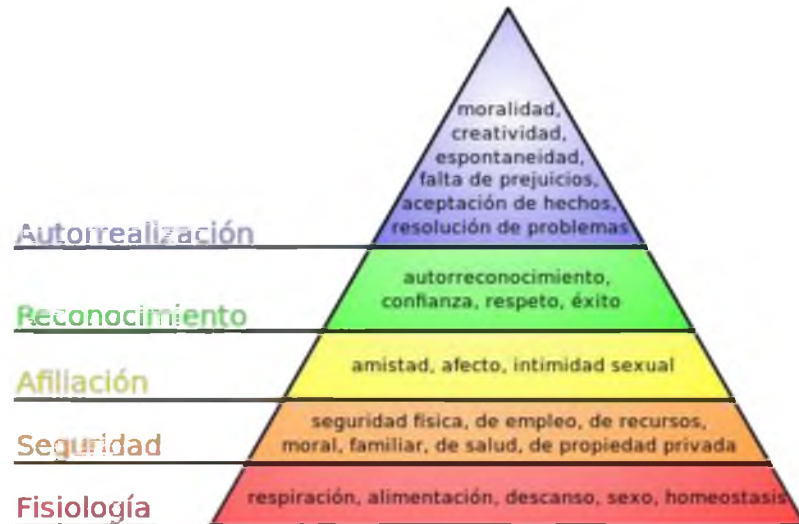 moralidad,
creatividad,
espontaneidad,
falta de prejuicios,
aceptación de hechos,
resolución de problemas
Autorrealización
autorreconocimiento,
confianza, respeto, éxito
Reconocimiento
amistad, afecto, intimidad sexual
Afiliación
seguridad física, de empleo, de recursos,
moral, familiar, de salud, de propiedad privada
Seguridad
respiración, alimentación, descanso, sexo, homeostasis
Fisiología